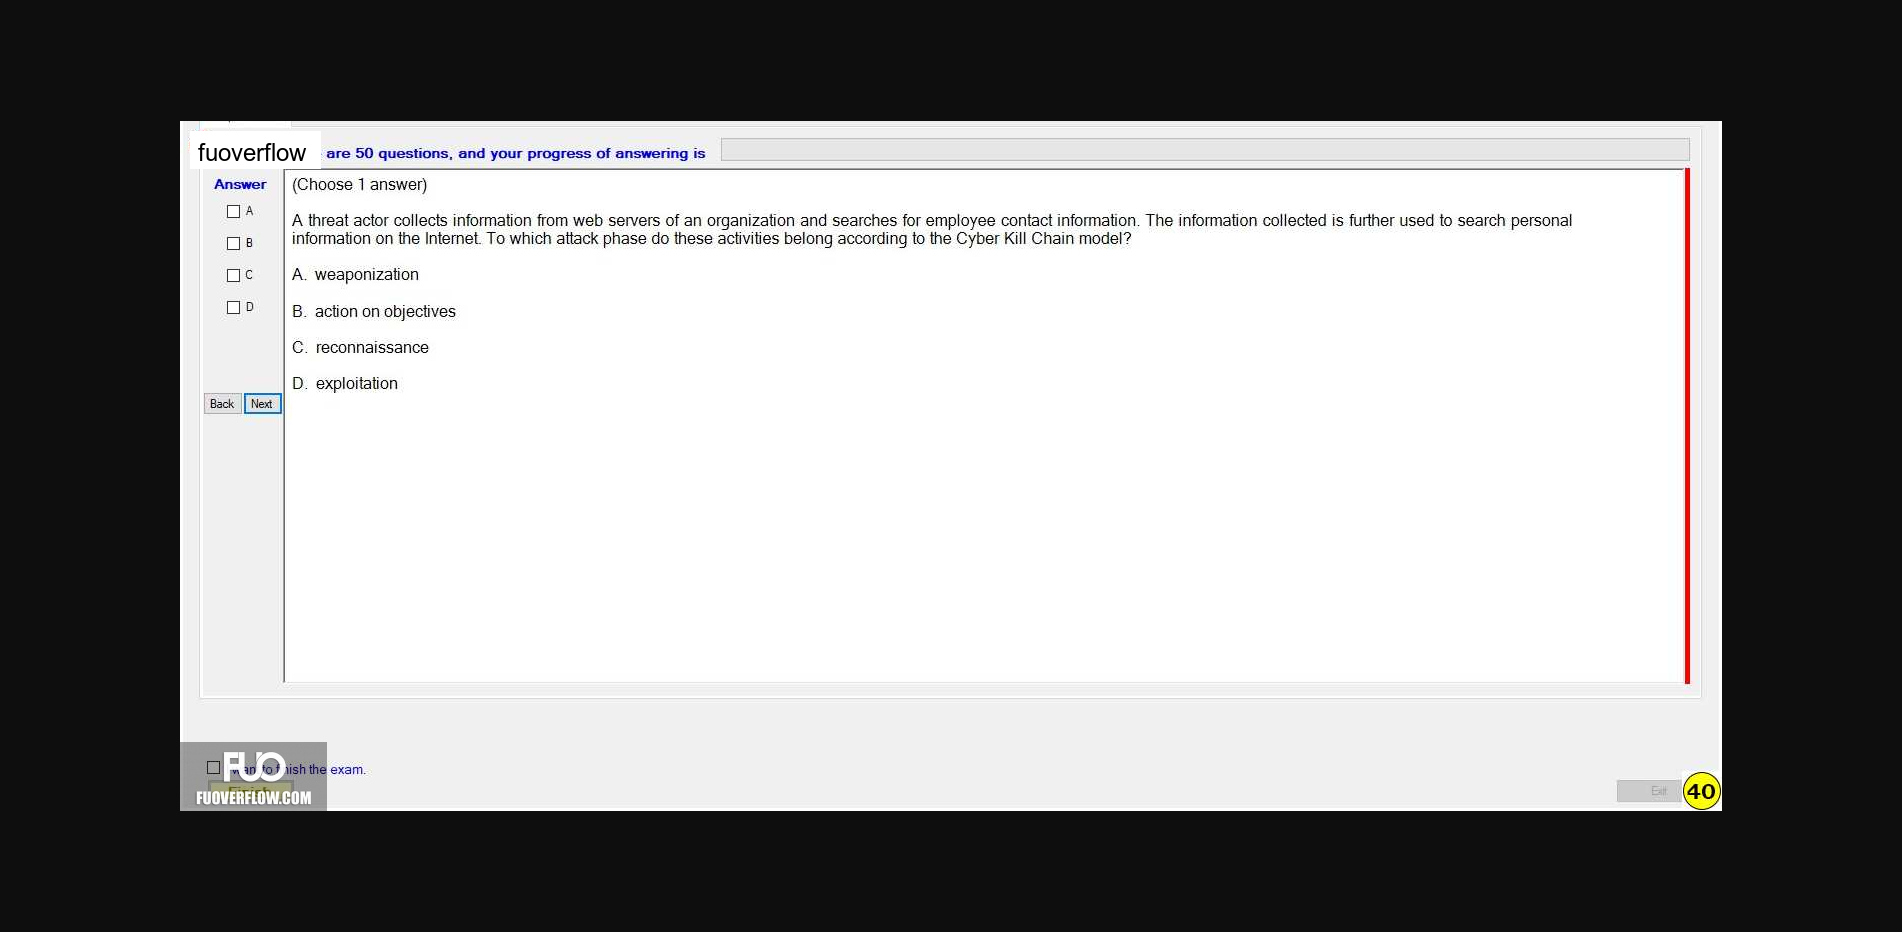 fuoverflow are 50 questions, and your progress of answering is
Answer
A
B
C
D
Back Next
(Choose 1 answer)
A threat actor collects information from web servers of an organization and searches for employee contact information. The information collected is further used to search personal
information on the Internet. To which attack phase do these activities belong according to the Cyber Kill Chain model?
A. weaponization
B. action on objectives
C. reconnaissance
D. exploitation
FUO
want to finish the exam.
Finish
FUOVERFLOW.COM
Exit
40